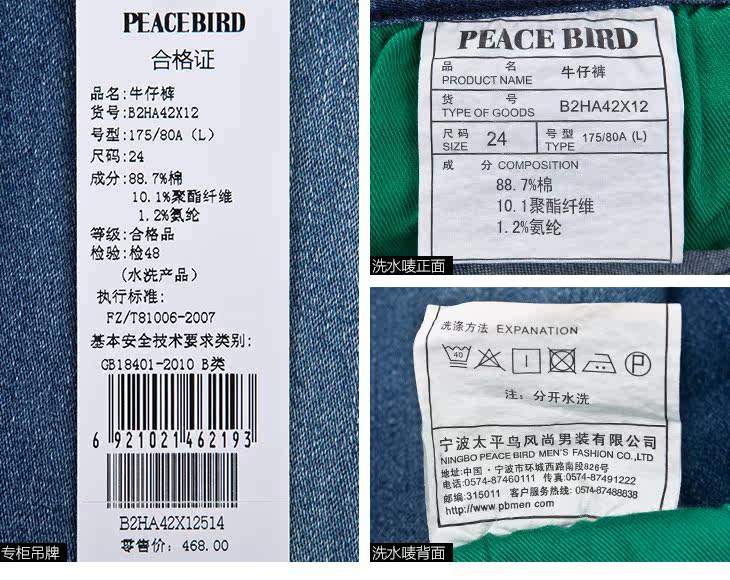 PEACEBIRD
合格证
品名:牛仔裤
货号:B2HA42X12
号型:175/80A(L)
尺码:24
成分:88.7%棉
10.1%聚酯纤维
1.2%氨纶
等级:合格品
检验:检48
(水洗产品)
执行标准:
FZ/T81006-2007
基本安全技术要求类别:
GB18401-2010 B类
6 921021 462193
B2HA42X12514
零售价: 468.00
专柜吊牌
PEACE BIRD
品 名 PRODUCT NAME 牛仔裤
货 号 TYPE OF GOODS B2HA42X12
尺码 SIZE 24 号型 TYPE 175/80A (L)
成 分 COMPOSITION
88.7%棉
10.1聚酯纤维
1.2%氨纶
洗水唛正面
洗涤方法 EXPANATION
40 P
注: 分开水洗
宁波太平鸟风尚男装有限公司
NINGBO PEACE BIRD MEN'S FASHION CO.,LTD
地址:中国·宁波市环城西路南段826号
电话:0574-87460111 传真:0574-87491222
邮编:315011 客户服务热线: 0574-87488838
http://www.pbmen.com
洗水唛背面